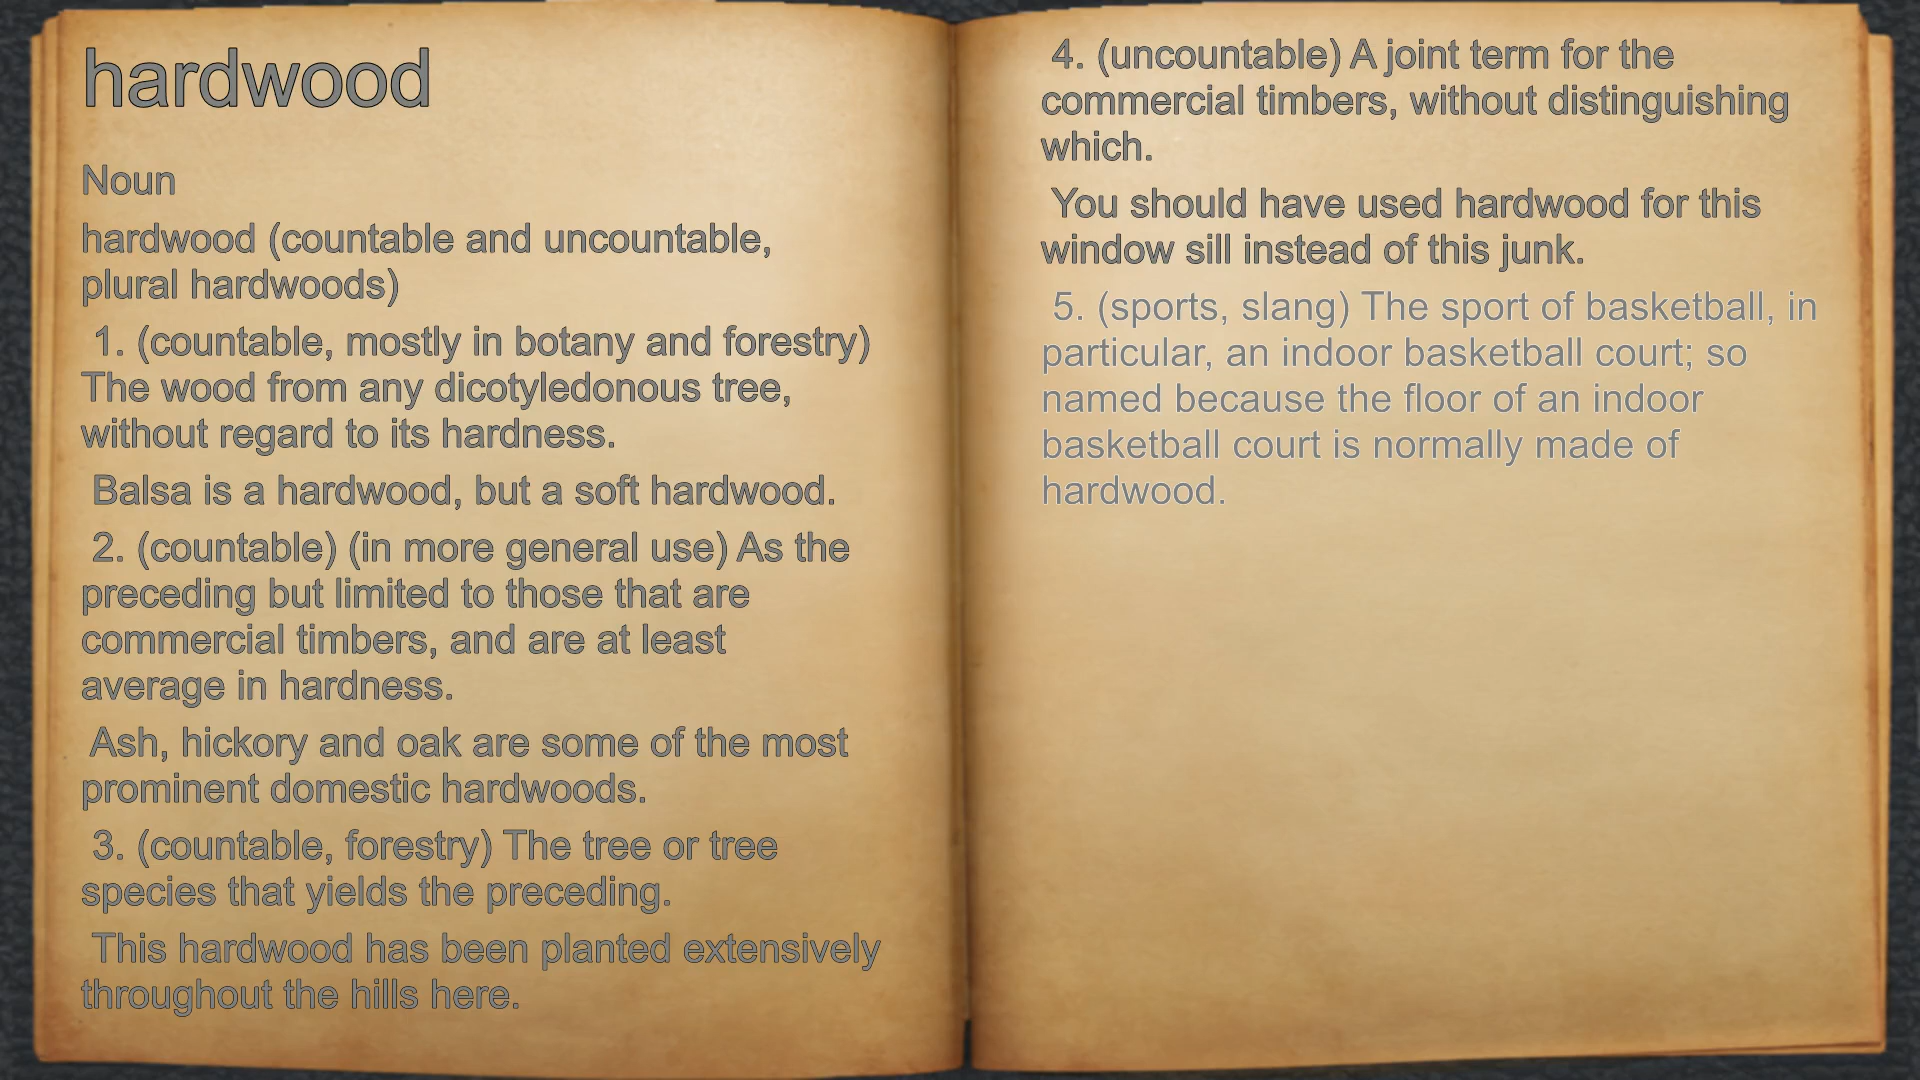 hardwood
Noun
hardwood (countable and uncountable,
plural hardwoods)
1. (countable, mostly in botany and forestry)
The wood from any dicotyledonous tree,
without regard to its hardness.
Balsa is a hardwood, but a soft hardwood.
2. (countable) (in more general use) As the
preceding but limited to those that are
commercial timbers, and are at least
average in hardness.
Ash, hickory and oak are some of the most
prominent domestic hardwoods.
3. (countable, forestry) The tree or tree
species that yields the preceding.
This hardwood has been planted extensively
throughout the hills here.
4. (uncountable) A joint term for the
commercial timbers, without distinguishing
which.
You should have used hardwood for this
window sill instead of this junk.
5. (sports, slang) The sport of basketball, in
particular, an indoor basketball court; so
named because the floor of an indoor
basketball court is normally made of
hardwood.